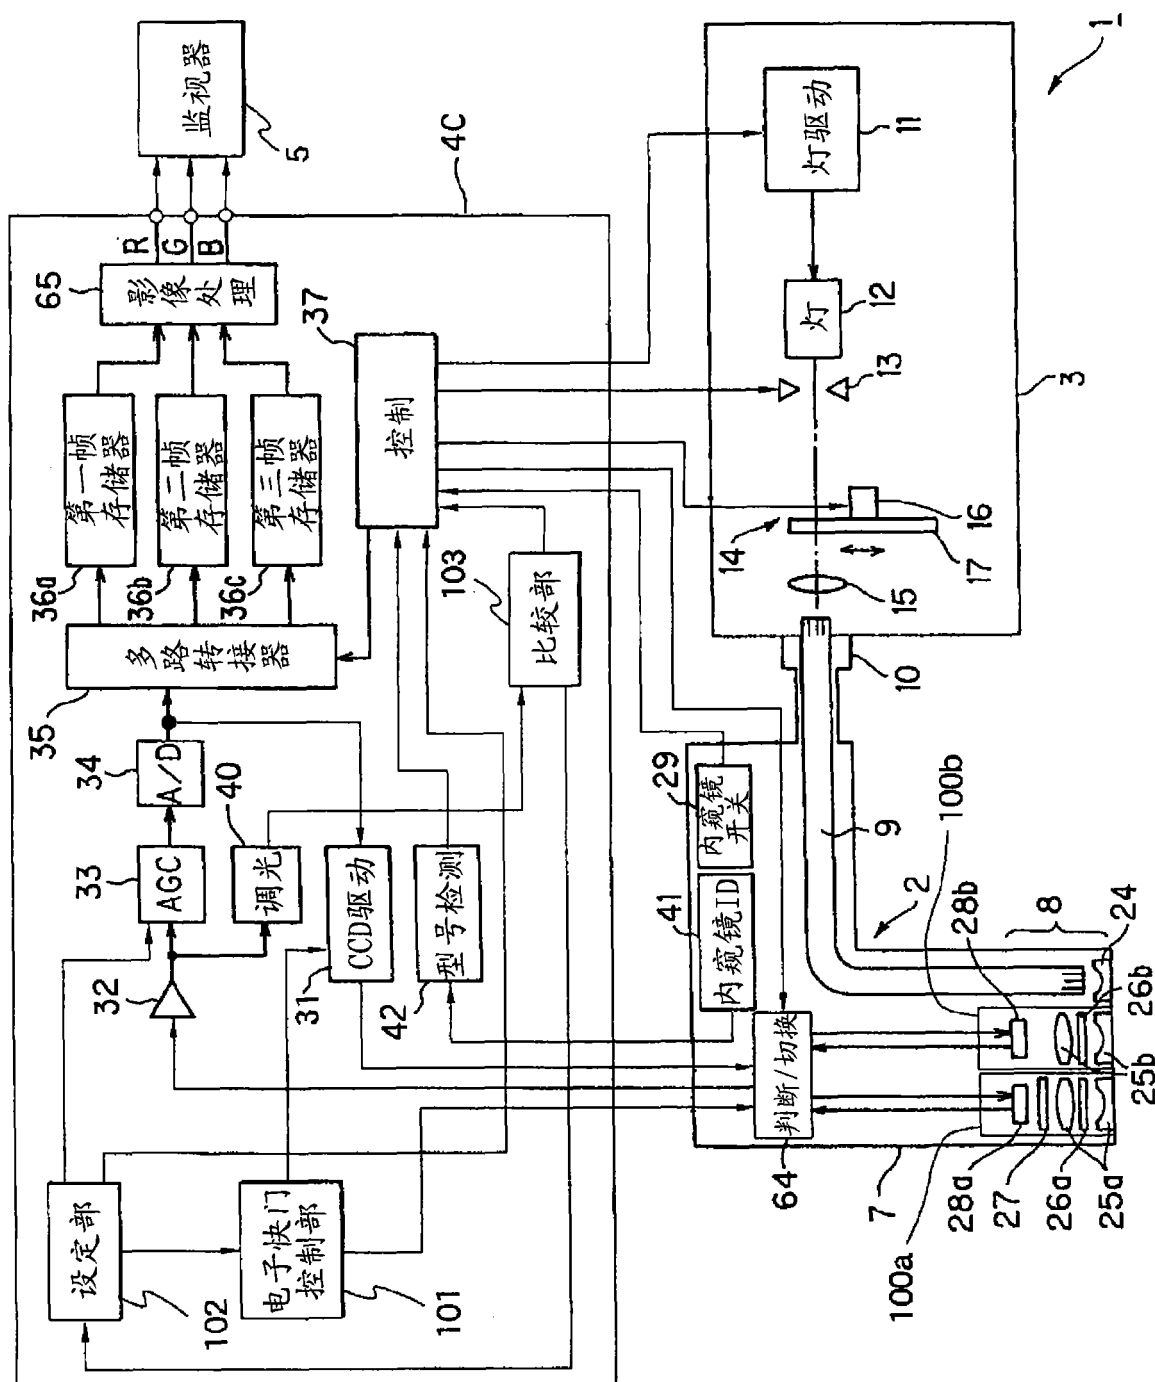 1
监视器
5
4C
R
G
B
65
影像处理
37
第一帧
存储器
第二帧
存储器
第三帧
存储器
36a
36b
36c
控制
多路转接器
35
103
比较部
34
A/D
40
33
AGC
调光
32
CCD驱动
31
型号检测
42
设定部
102
电子快门
控制部
101
灯驱动
11
灯
12
13
3
14
16
17
15
10
29
内窥镜
开关
41
内窥镜ID
9
100b
2
28b
8
24
26b
25b
判断/切换
64
7
28a
27
26a
25a
100a